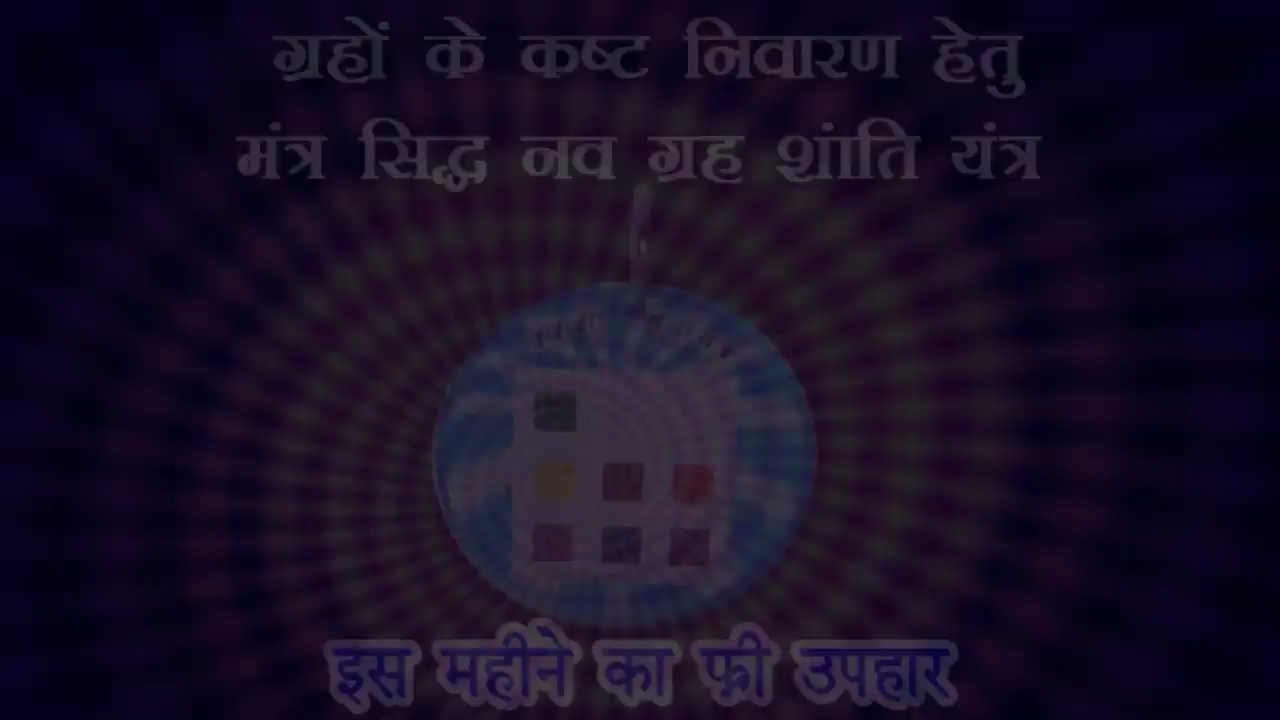 ग्रहों के कष्ट निवारण हेतु
मंत्र सिद्ध नव ग्रह शांति यंत्र
इस महीने का फ्री उपहार